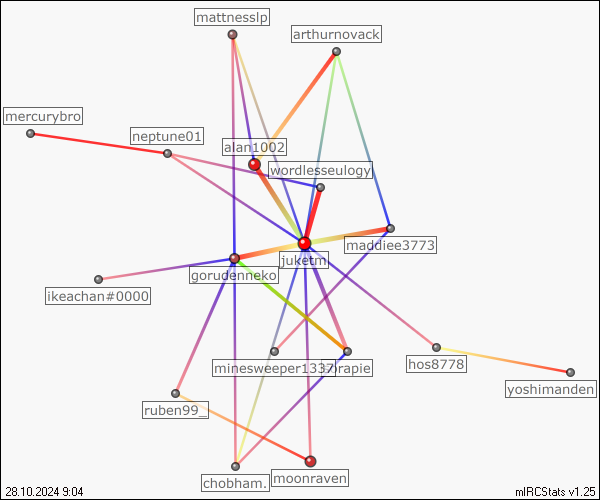 mattnesslp
arthurnovack
mercurybro
neptune01
alan1002
wordlesseulogy
maddiee3773
juketm
gorudenneko
ikeachan#0000
minesweeper1337
rapie
hos8778
yoshimanden
ruben99_
chobham.
moonraven
28.10.2024 9:04
mIRCStats v1.25